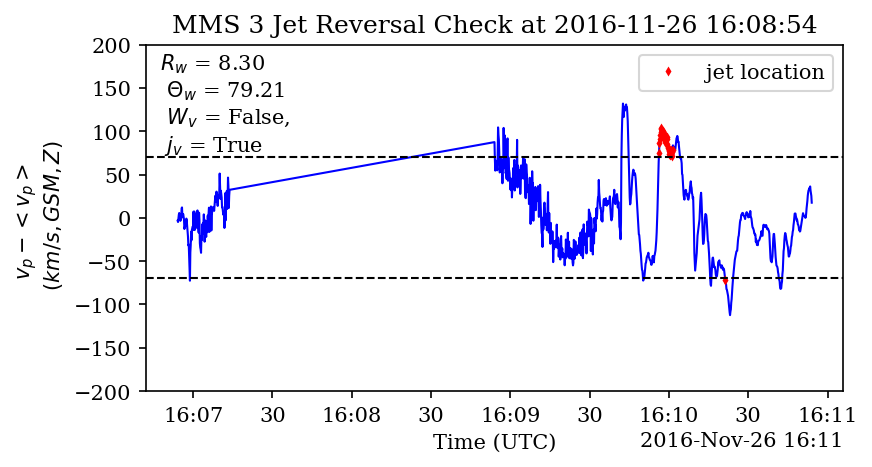 MMS 3 Jet Reversal Check at 2016-11-26 16:08:54
R_w = 8.30
Θ_w = 79.21
W_v = False,
j_v = True
jet location
v_p − <v_p>
(km/s, GSM, Z)
200
150
100
50
0
−50
−100
−150
−200
16:07 30 16:08 30 16:09 30 16:10 30 16:11
Time (UTC)
2016-Nov-26 16:11